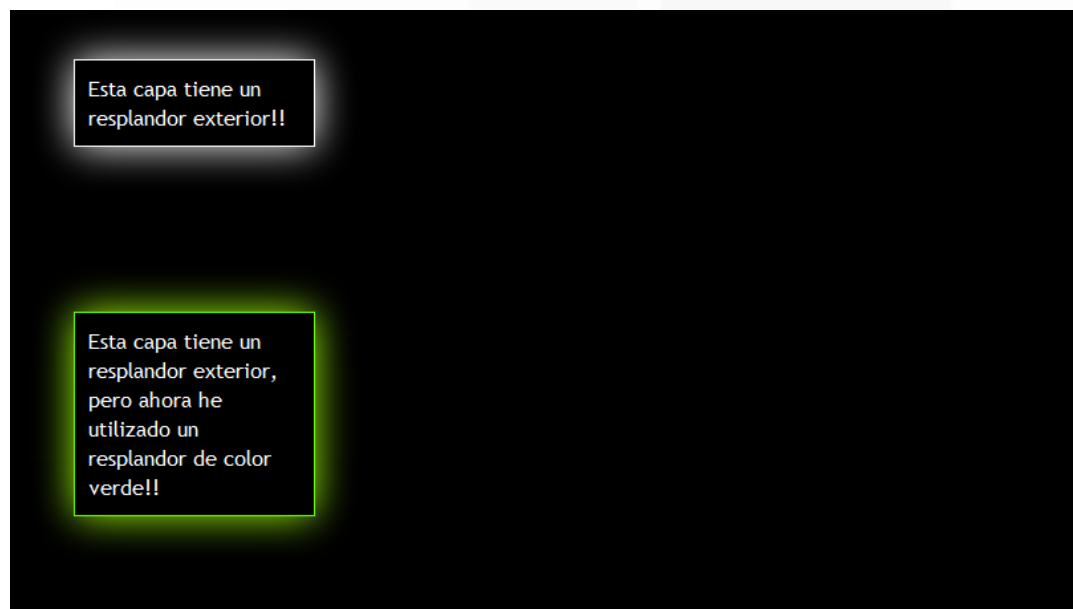 Esta capa tiene un
resplandor exterior!!
Esta capa tiene un
resplandor exterior,
pero ahora he
utilizado un
resplandor de color
verde!!